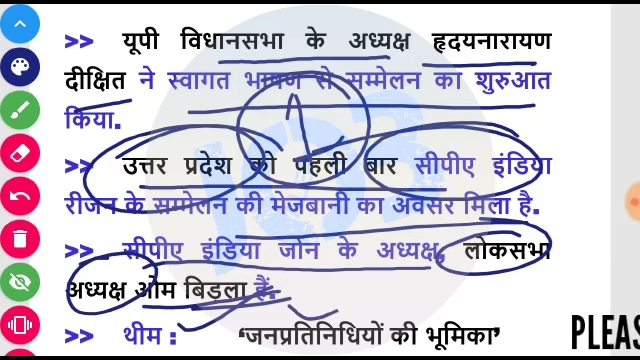 >> यूपी विधानसभा के अध्यक्ष हृदयनारायण
दीक्षित ने स्वागत भाषण से सम्मेलन का शुरुआत
किया.
>> उत्तर प्रदेश को पहली बार सीपीए इंडिया
रीजन के सम्मेलन की मेजबानी का अवसर मिला है.
>> सीपीए इंडिया जोन के अध्यक्ष, लोकसभा
अध्यक्ष ओम बिड़ला हैं.
>> थीम : ‘जनप्रतिनिधियों की भूमिका’